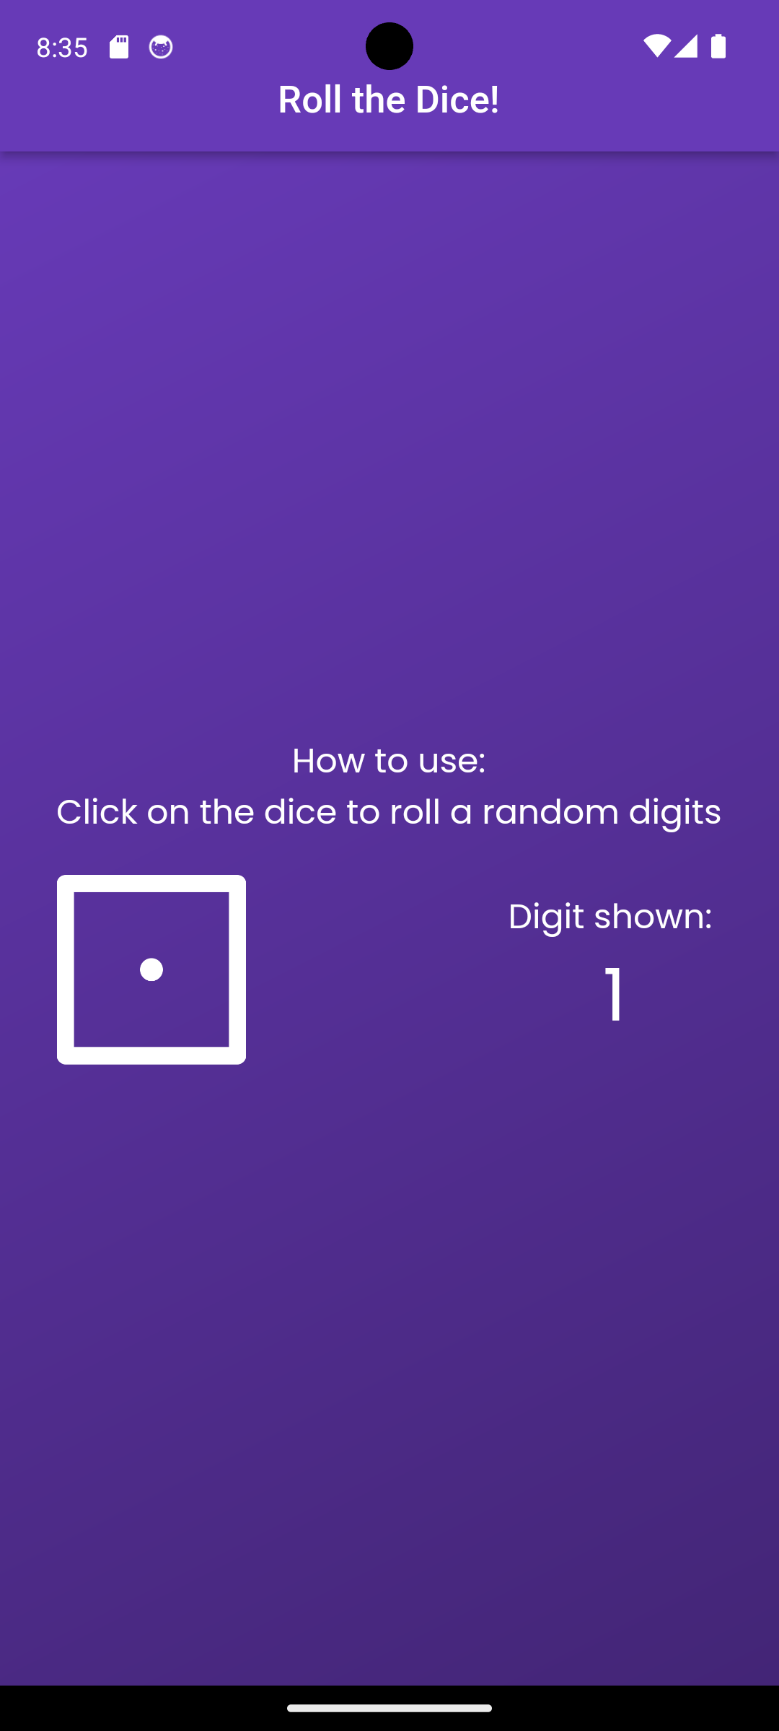 8:35
Roll the Dice!
How to use:
Click on the dice to roll a random digits
Digit shown:
1